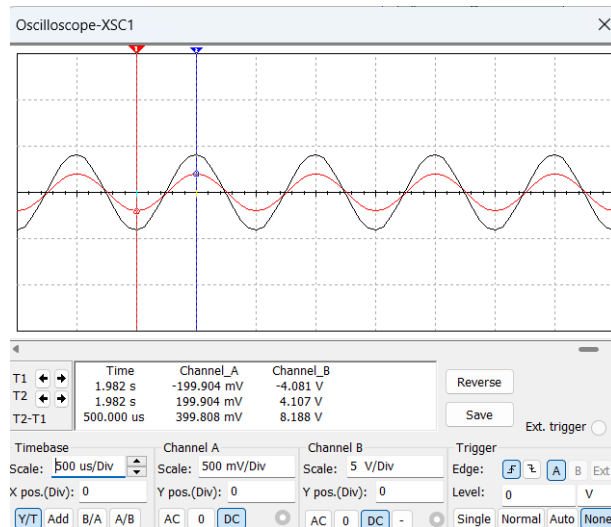 Oscilloscope-XSC1
1 2
Time Channel_A Channel_B
T1 1.982 s -199.904 mV -4.081 V
T2 1.982 s 199.904 mV 4.107 V
T2-T1 500.000 us 399.808 mV 8.188 V
Reverse
Save
Ext. trigger
Timebase
Scale: 500 us/Div
X pos.(Div): 0
Y/T Add B/A A/B
Channel A
Scale: 500 mV/Div
Y pos.(Div): 0
AC 0 DC
Channel B
Scale: 5 V/Div
Y pos.(Div): 0
AC 0 DC -
Trigger
Edge: A B Ext
Level: 0 V
Single Normal Auto None